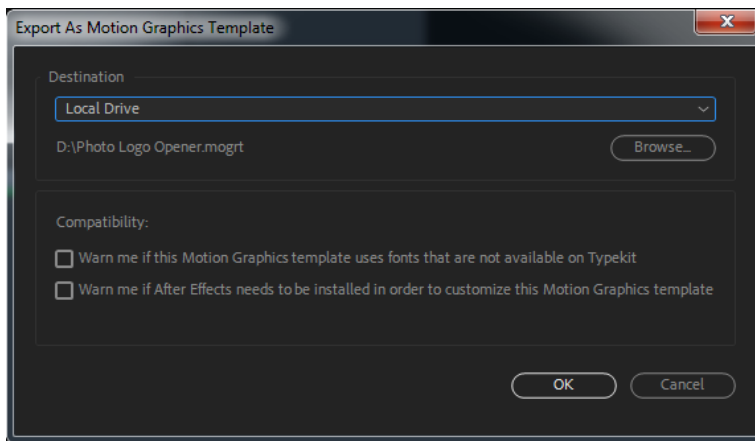 Export As Motion Graphics Template
Destination
Local Drive
D:\Photo Logo Opener.mogrt
Browse...
Compatibility:
Warn me if this Motion Graphics template uses fonts that are not available on Typekit
Warn me if After Effects needs to be installed in order to customize this Motion Graphics template
OK
Cancel